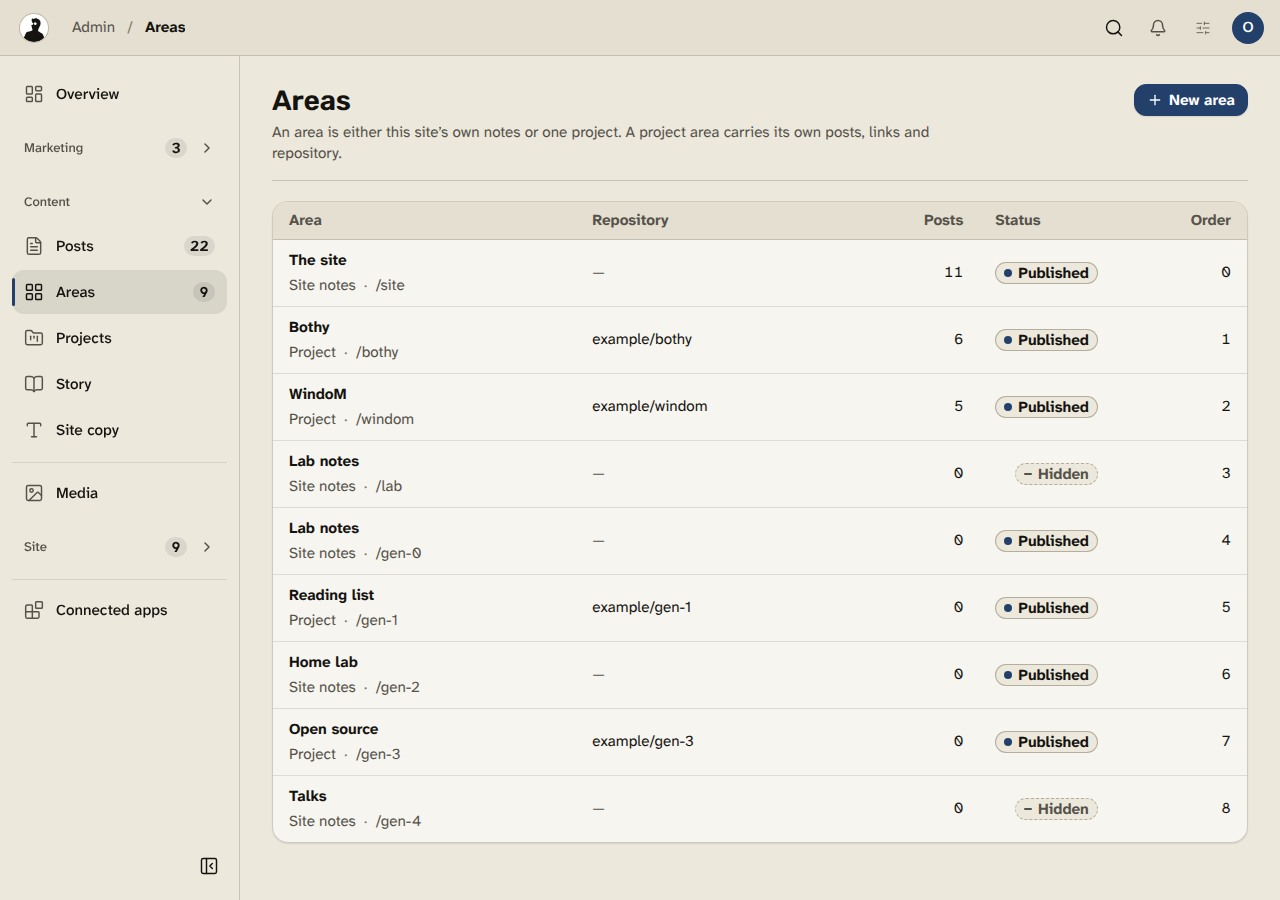 Admin / Areas
O
Overview
Marketing 3
Content
Posts 22
Areas 9
Projects
Story
Site copy
Media
Site 9
Connected apps
Areas
+ New area
An area is either this site's own notes or one project. A project area carries its own posts, links and
repository.
Area Repository Posts Status Order
The site
Site notes · /site — 11 Published 0
Bothy
Project · /bothy example/bothy 6 Published 1
WindoM
Project · /windom example/windom 5 Published 2
Lab notes
Site notes · /lab — 0 Hidden 3
Lab notes
Site notes · /gen-0 — 0 Published 4
Reading list
Project · /gen-1 example/gen-1 0 Published 5
Home lab
Site notes · /gen-2 — 0 Published 6
Open source
Project · /gen-3 example/gen-3 0 Published 7
Talks
Site notes · /gen-4 — 0 Hidden 8